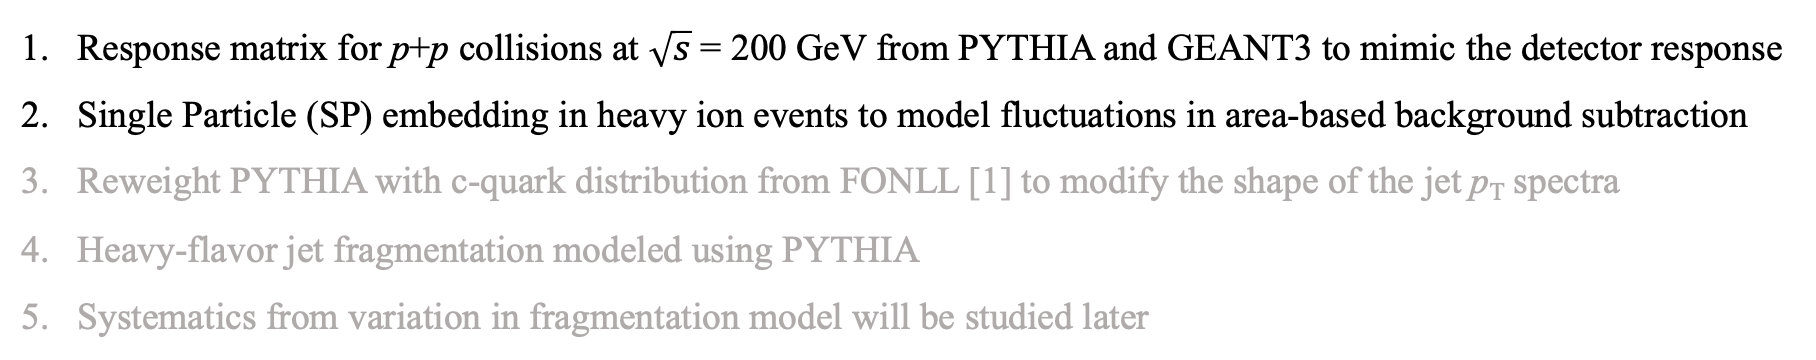 1. Response matrix for p+p collisions at √s = 200 GeV from PYTHIA and GEANT3 to mimic the detector response
2. Single Particle (SP) embedding in heavy ion events to model fluctuations in area-based background subtraction
3. Reweight PYTHIA with c-quark distribution from FONLL [1] to modify the shape of the jet pT spectra
4. Heavy-flavor jet fragmentation modeled using PYTHIA
5. Systematics from variation in fragmentation model will be studied later